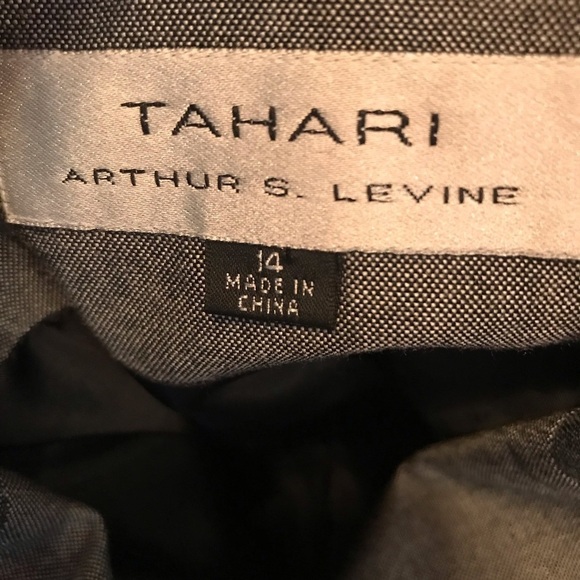 TAHARI
ARTHUR S. LEVINE
14
MADE IN
CHINA